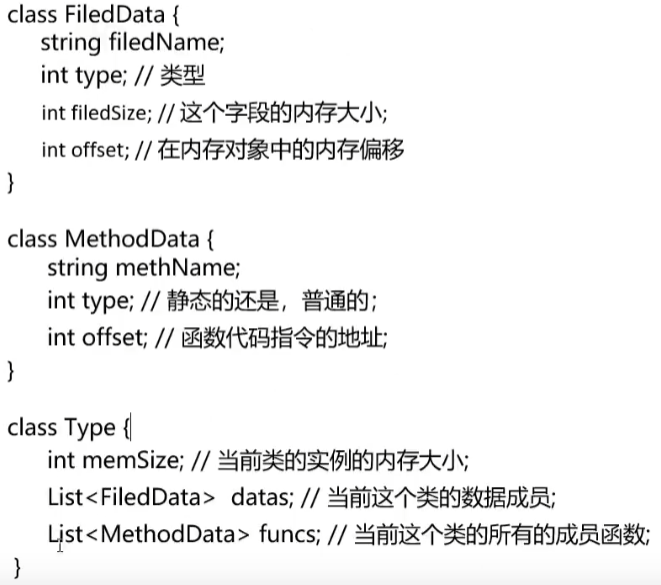 class FiledData {
string filedName;
int type; // 类型
int filedSize; // 这个字段的内存大小;
int offset; // 在内存对象中的内存偏移
}
class MethodData {
string methName;
int type; // 静态的还是，普通的;
int offset; // 函数代码指令的地址;
}
class Type {
int memSize; // 当前类的实例的内存大小;
List<FiledData> datas; // 当前这个类的数据成员;
List<MethodData> funcs; // 当前这个类的所有的成员函数;
}